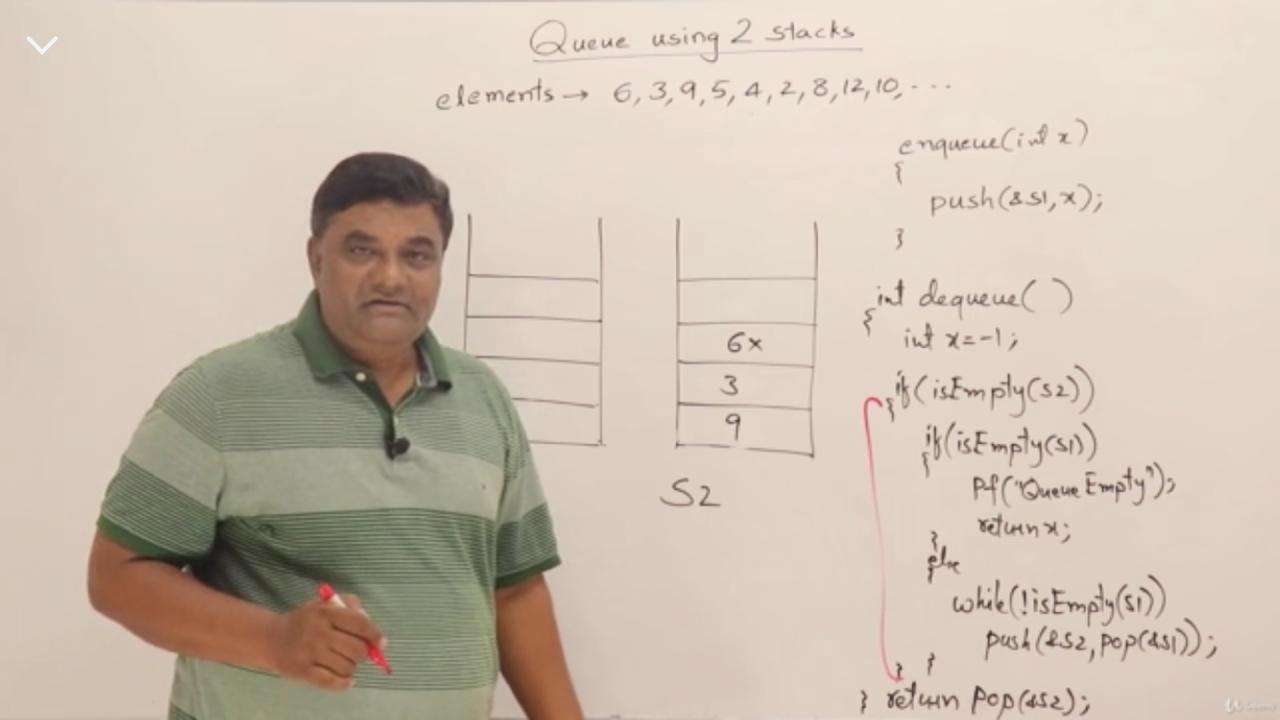 Queue using 2 stacks
elements → 6, 3, 9, 5, 4, 2, 8, 12, 10, ...
6x
3
9
S2
enqueue(int x)
{
push(&S1, x);
}
int dequeue( )
{
int x=-1;
if(isEmpty(S2))
{
if(isEmpty(S1))
{
Pf("Queue Empty");
return x;
}
else
{
while(!isEmpty(S1))
push(&S2, pop(&S1));
} }
} return pop(&S2);
Udemy